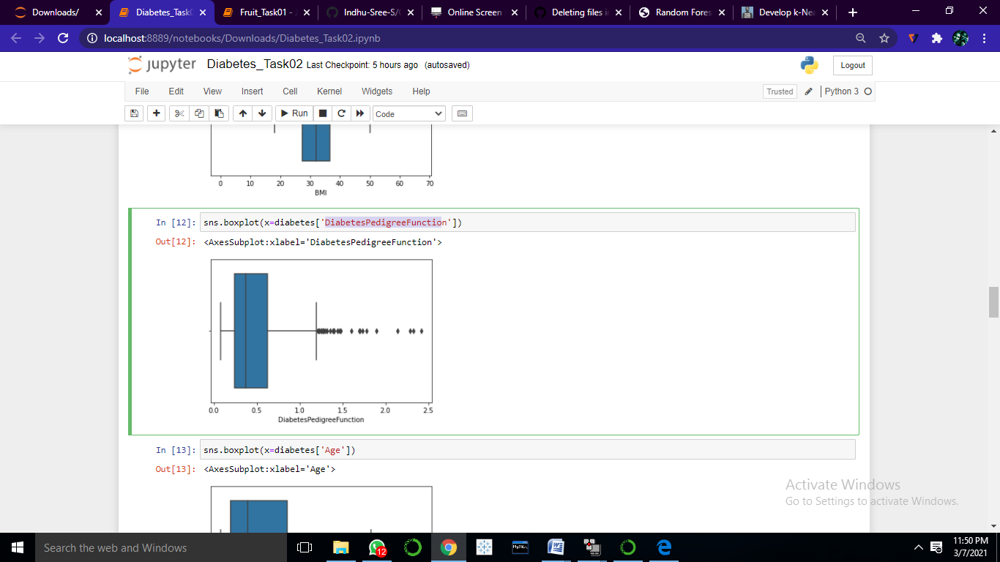 Downloads/
Diabetes_Task
Fruit_Task01 - J
Indhu-Sree-S/
Online Screen
Deleting files i
Random Fores
Develop k-Nea
localhost:8889/notebooks/Downloads/Diabetes_Task02.ipynb
jupyter Diabetes_Task02 Last Checkpoint: 5 hours ago (autosaved)
Logout
File Edit View Insert Cell Kernel Widgets Help
Trusted Python 3
Run Code
0 10 20 30 40 50 60 70
BMI
In [12]: sns.boxplot(x=diabetes['DiabetesPedigreeFunction'])
Out[12]: <AxesSubplot:xlabel='DiabetesPedigreeFunction'>
0.0 0.5 1.0 1.5 2.0 2.5
DiabetesPedigreeFunction
In [13]: sns.boxplot(x=diabetes['Age'])
Out[13]: <AxesSubplot:xlabel='Age'>
Activate Windows
Go to Settings to activate Windows.
Search the web and Windows
12
MySQL
11:50 PM
3/7/2021